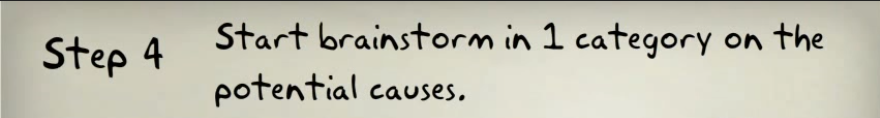 Step 4
Start brainstorm in 1 category on the
potential causes.